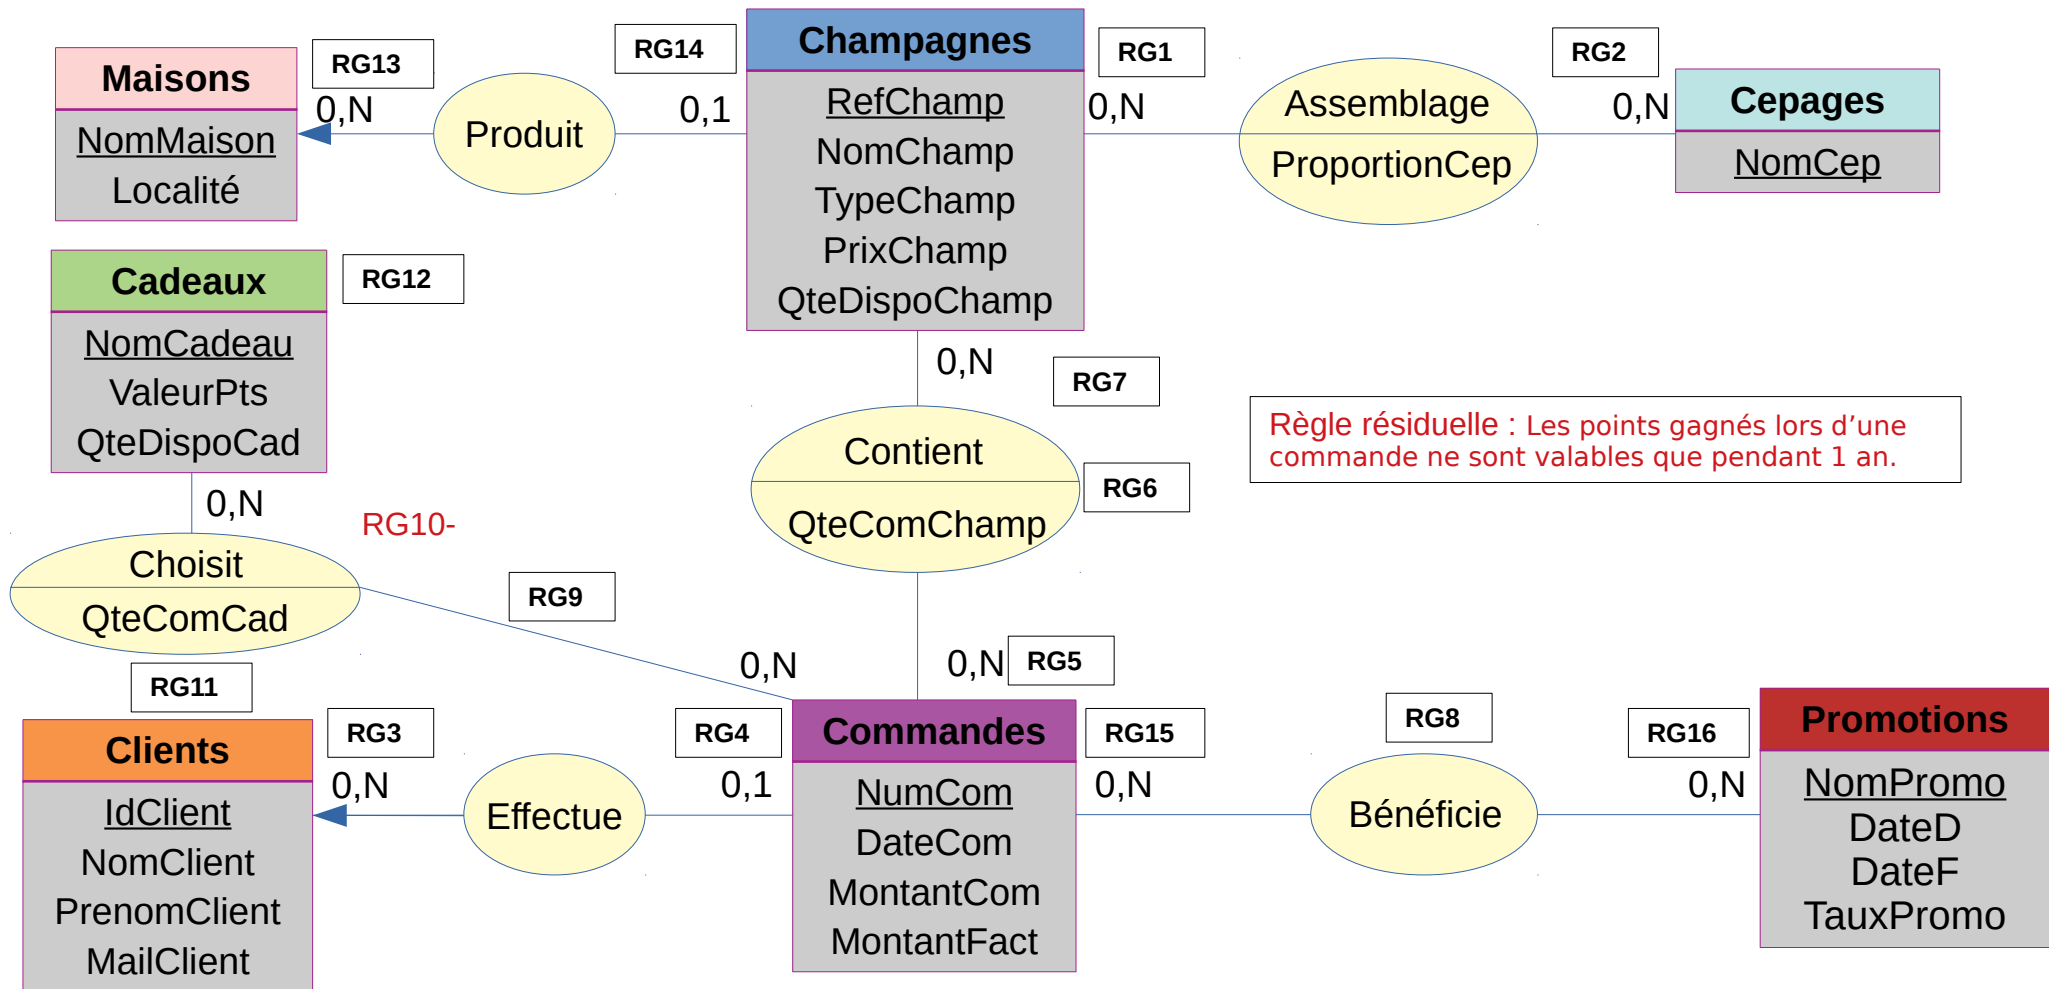 Maisons
NomMaison
Localité
RG13
0,N
Produit
RG14
0,1
Champagnes
RefChamp
NomChamp
TypeChamp
PrixChamp
QteDispoChamp
RG1
0,N
Assemblage
ProportionCep
RG2
0,N
Cepages
NomCep
Cadeaux
NomCadeau
ValeurPts
QteDispoCad
RG12
0,N
RG10-
Choisit
QteComCad
RG11
RG9
0,N
0,N
RG7
Contient
QteComChamp
RG6
0,N
RG5
Règle résiduelle : Les points gagnés lors d’une
commande ne sont valables que pendant 1 an.
Clients
IdClient
NomClient
PrenomClient
MailClient
RG3
0,N
Effectue
RG4
0,1
Commandes
NumCom
DateCom
MontantCom
MontantFact
RG15
0,N
RG8
Bénéficie
RG16
0,N
Promotions
NomPromo
DateD
DateF
TauxPromo